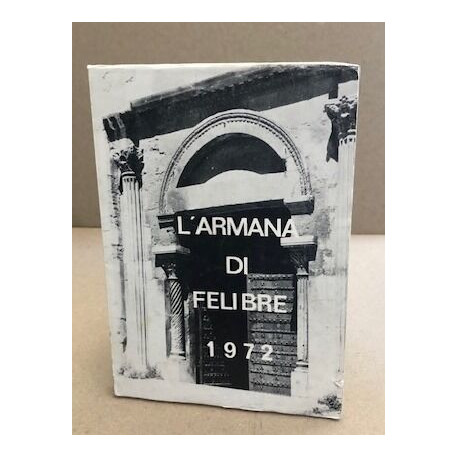 L'ARMANA
DI
FELIBRE
1972